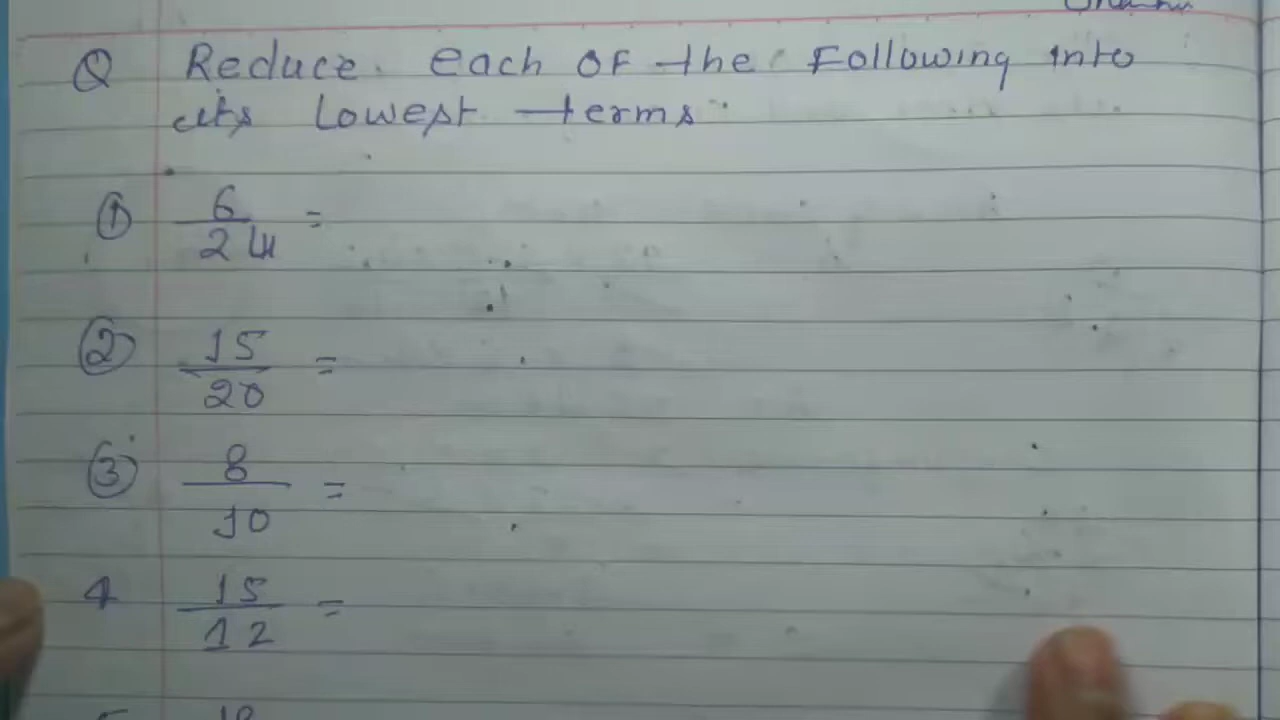 Q Reduce. each of the Following into
its lowest terms
① 6/24 =
② 15/20 =
③ 8/10 =
4 15/12 =